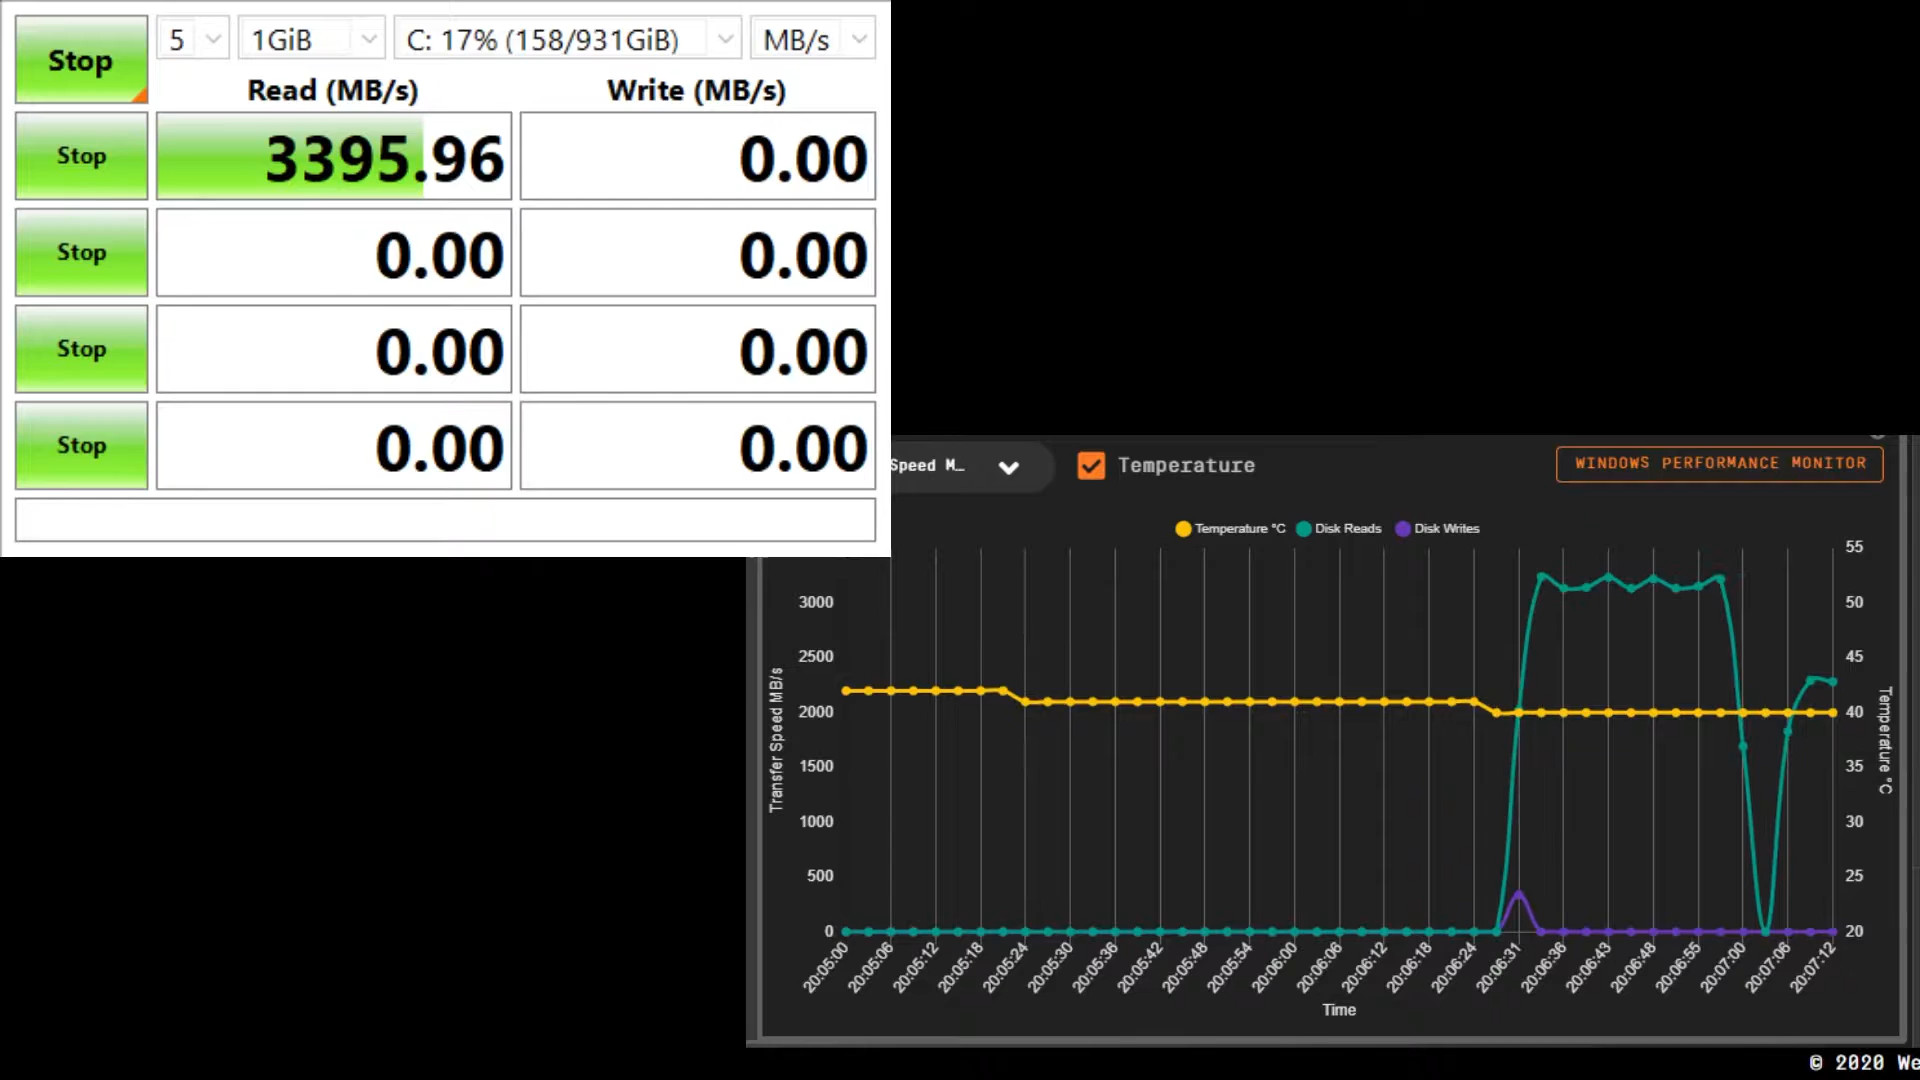 Stop 5 1GiB C: 17% (158/931GiB) MB/s
Read (MB/s) Write (MB/s)
Stop 3395.96 0.00
Stop 0.00 0.00
Stop 0.00 0.00
Stop 0.00 0.00
Speed M… Temperature WINDOWS PERFORMANCE MONITOR
Temperature °C Disk Reads Disk Writes
Transfer Speed MB/s
3000
2500
2000
1500
1000
500
0
55
50
45
40
35
30
25
20
Temperature °C
20:05:00 20:05:06 20:05:12 20:05:18 20:05:24 20:05:30 20:05:36 20:05:42 20:05:48 20:05:54 20:06:00 20:06:06 20:06:12 20:06:18 20:06:24 20:06:31 20:06:36 20:06:43 20:06:48 20:06:55 20:07:00 20:07:06 20:07:12
Time
© 2020 We